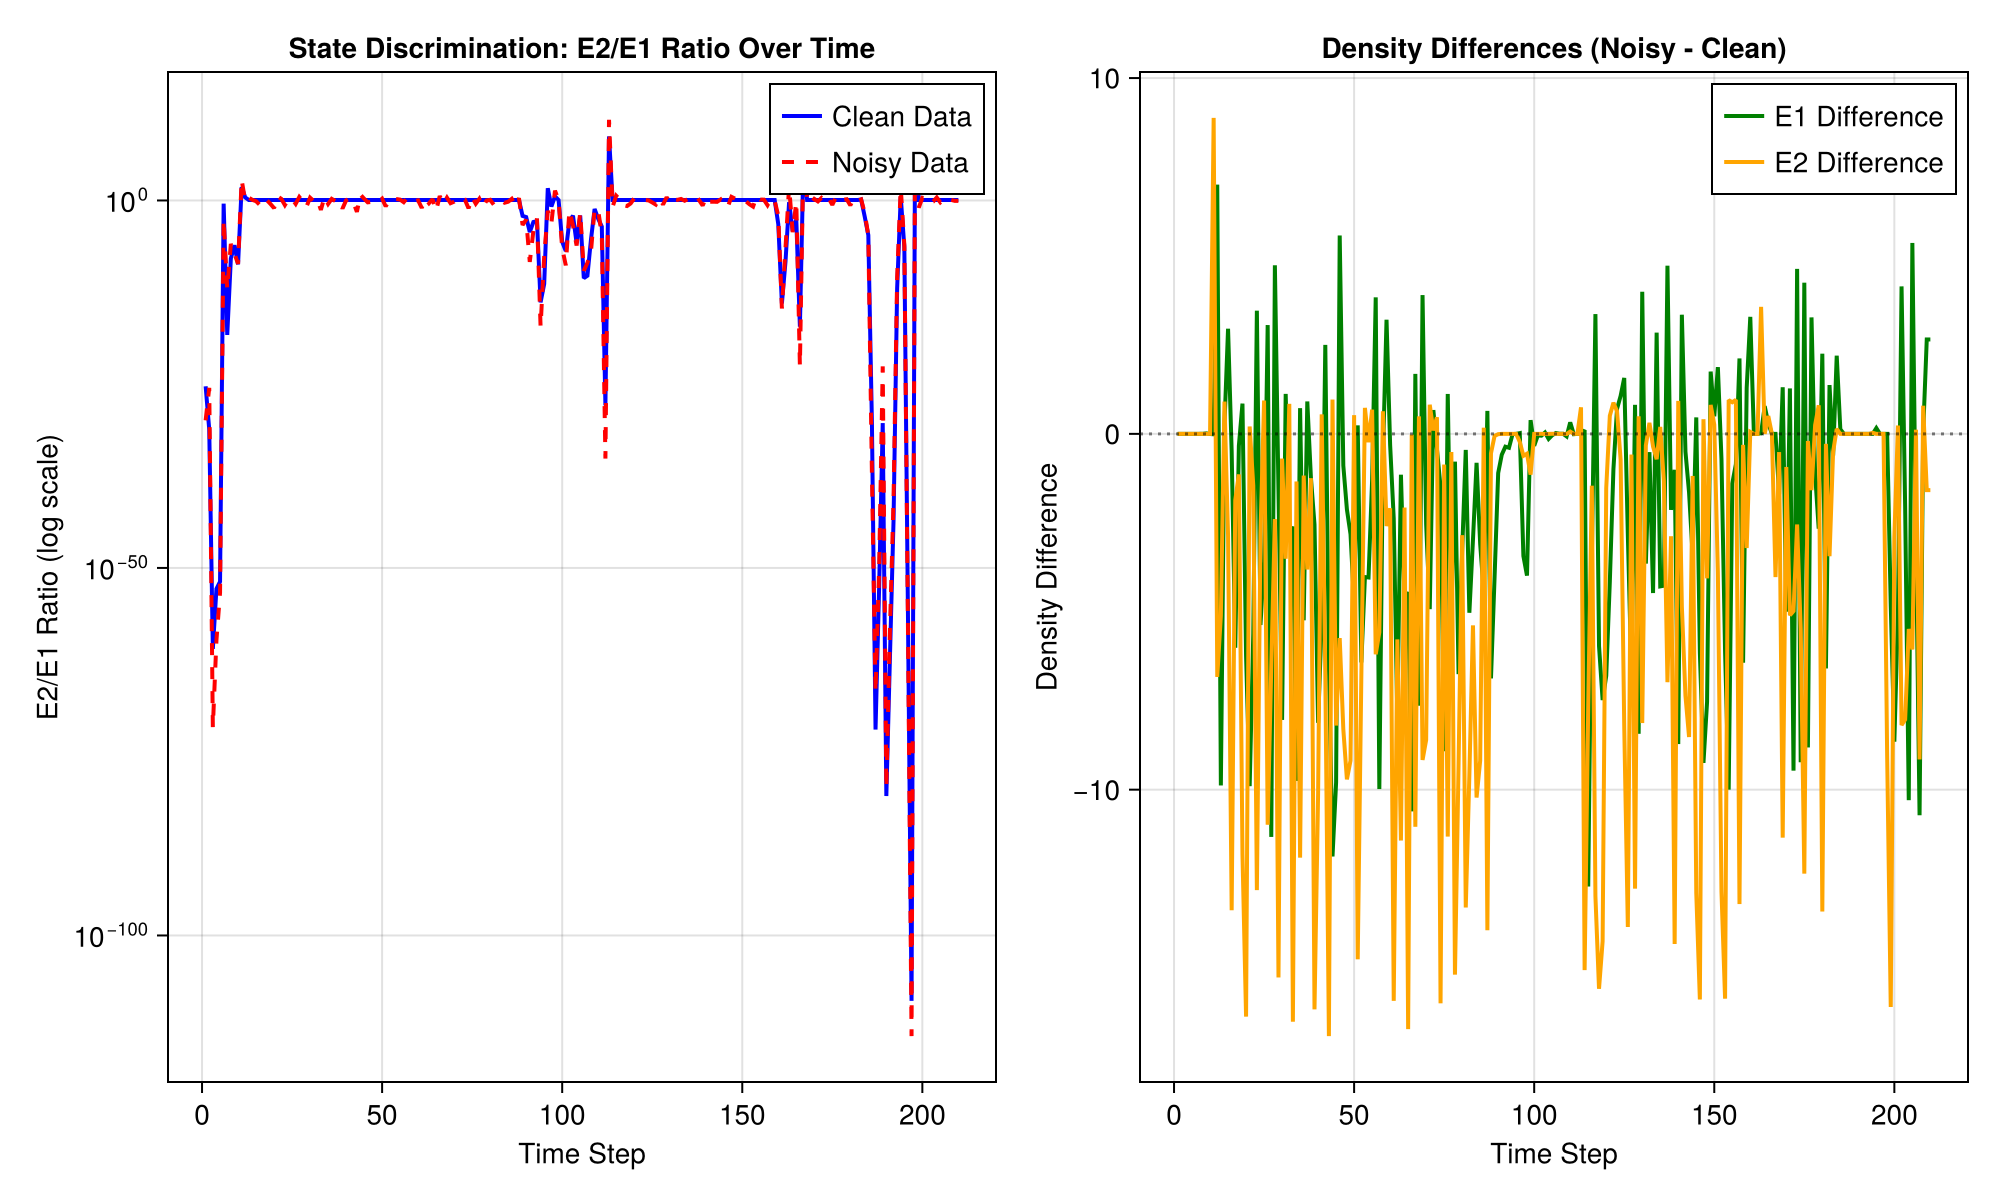 State Discrimination: E2/E1 Ratio Over Time
Clean Data
Noisy Data
E2/E1 Ratio (log scale)
10⁰
10⁻⁵⁰
10⁻¹⁰⁰
0 50 100 150 200
Time Step
Density Differences (Noisy - Clean)
E1 Difference
E2 Difference
Density Difference
10
0
−10
0 50 100 150 200
Time Step